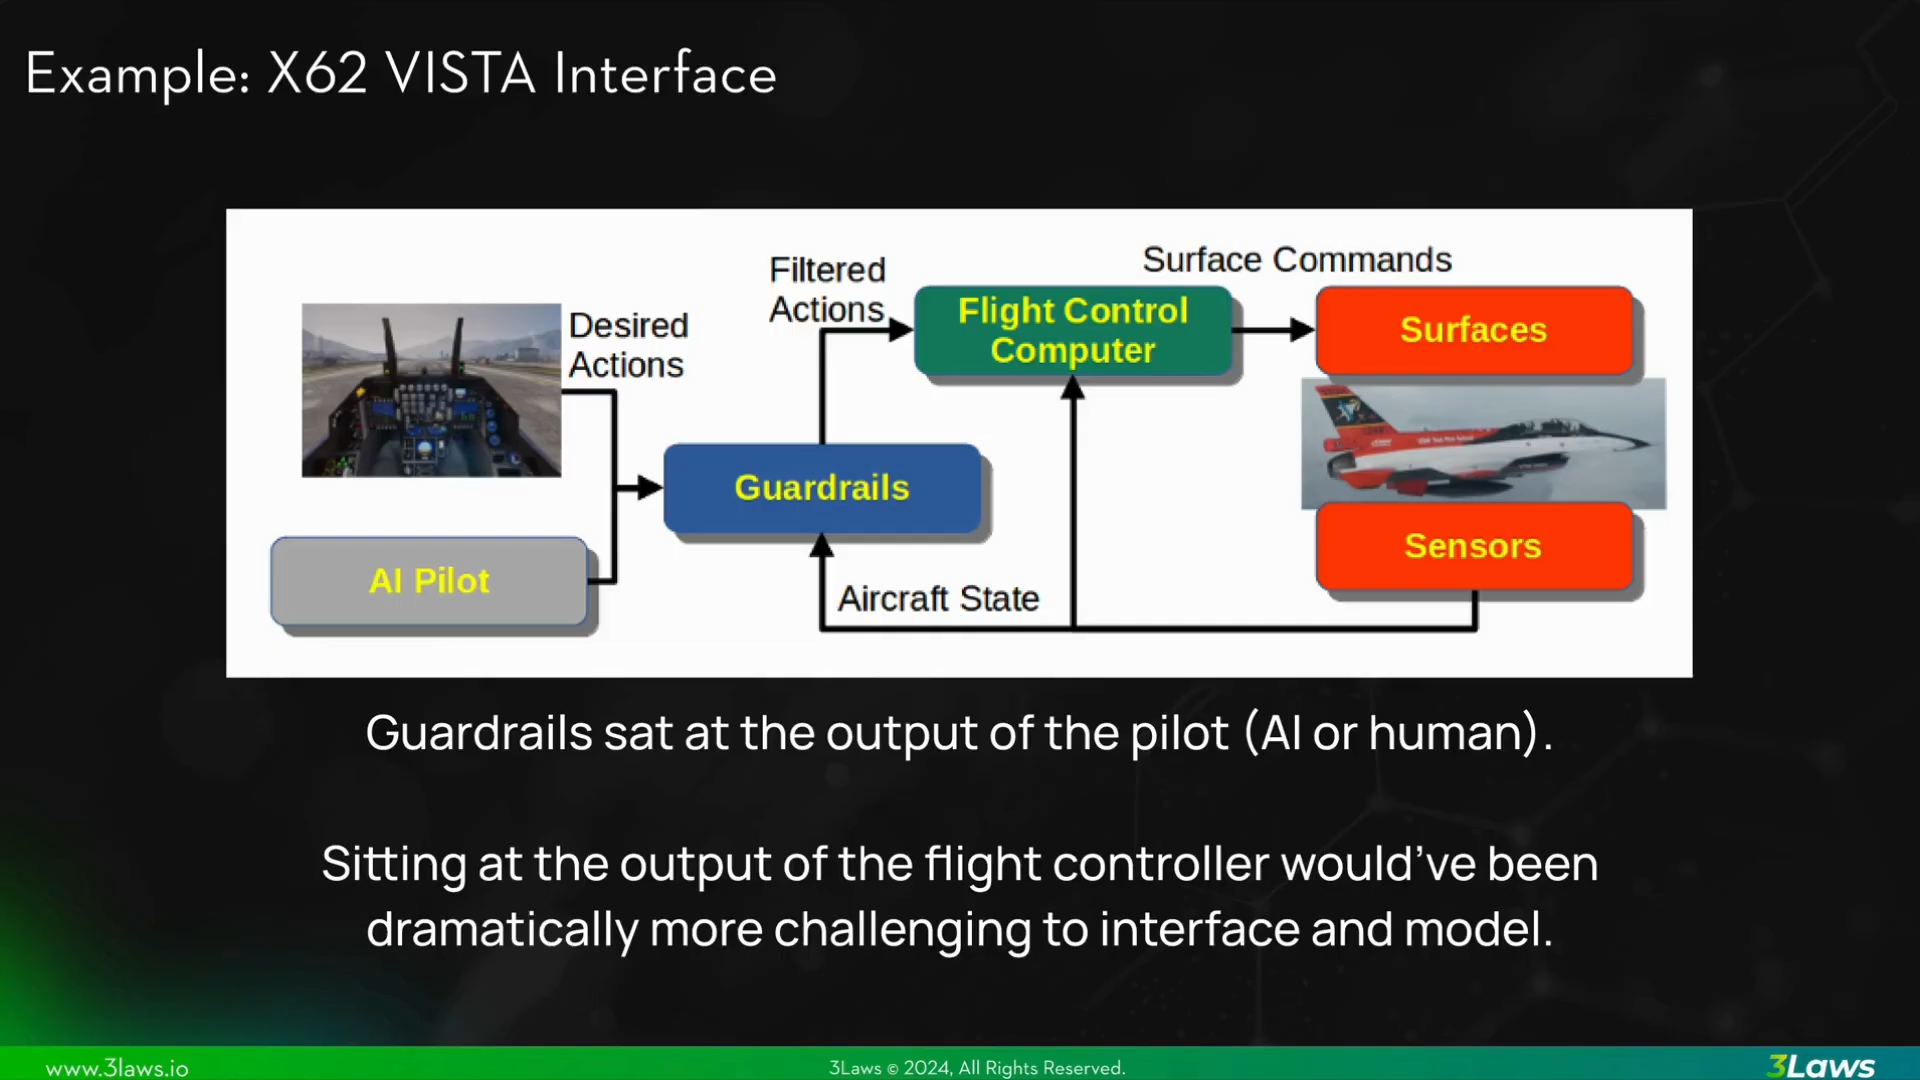 Example: X62 VISTA Interface
Desired
Actions
Filtered
Actions
Flight Control
Computer
Surface Commands
Surfaces
Guardrails
AI Pilot
Aircraft State
Sensors
Guardrails sat at the output of the pilot (AI or human).
Sitting at the output of the flight controller would've been
dramatically more challenging to interface and model.
www.3laws.io
3Laws © 2024, All Rights Reserved.
3Laws